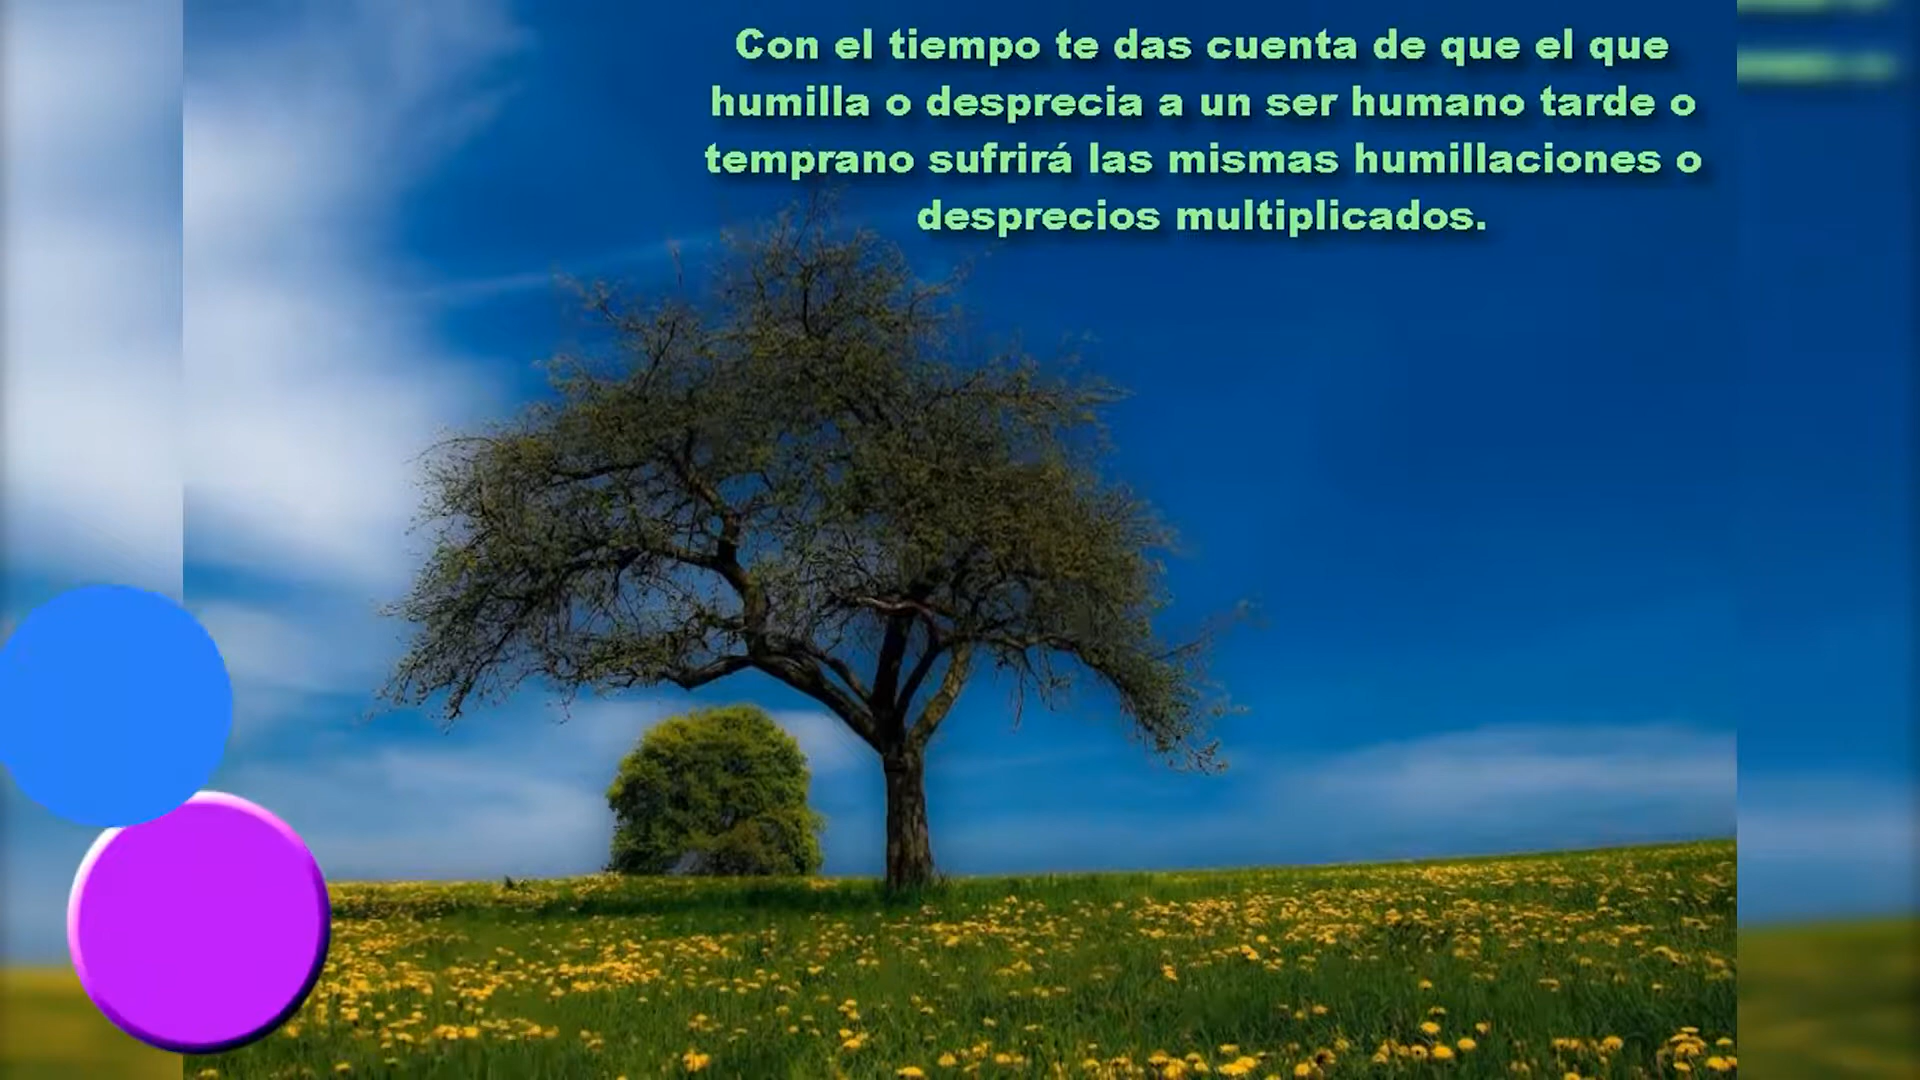 Con el tiempo te das cuenta de que el que
humilla o desprecia a un ser humano tarde o
temprano sufrirá las mismas humillaciones o
desprecios multiplicados.